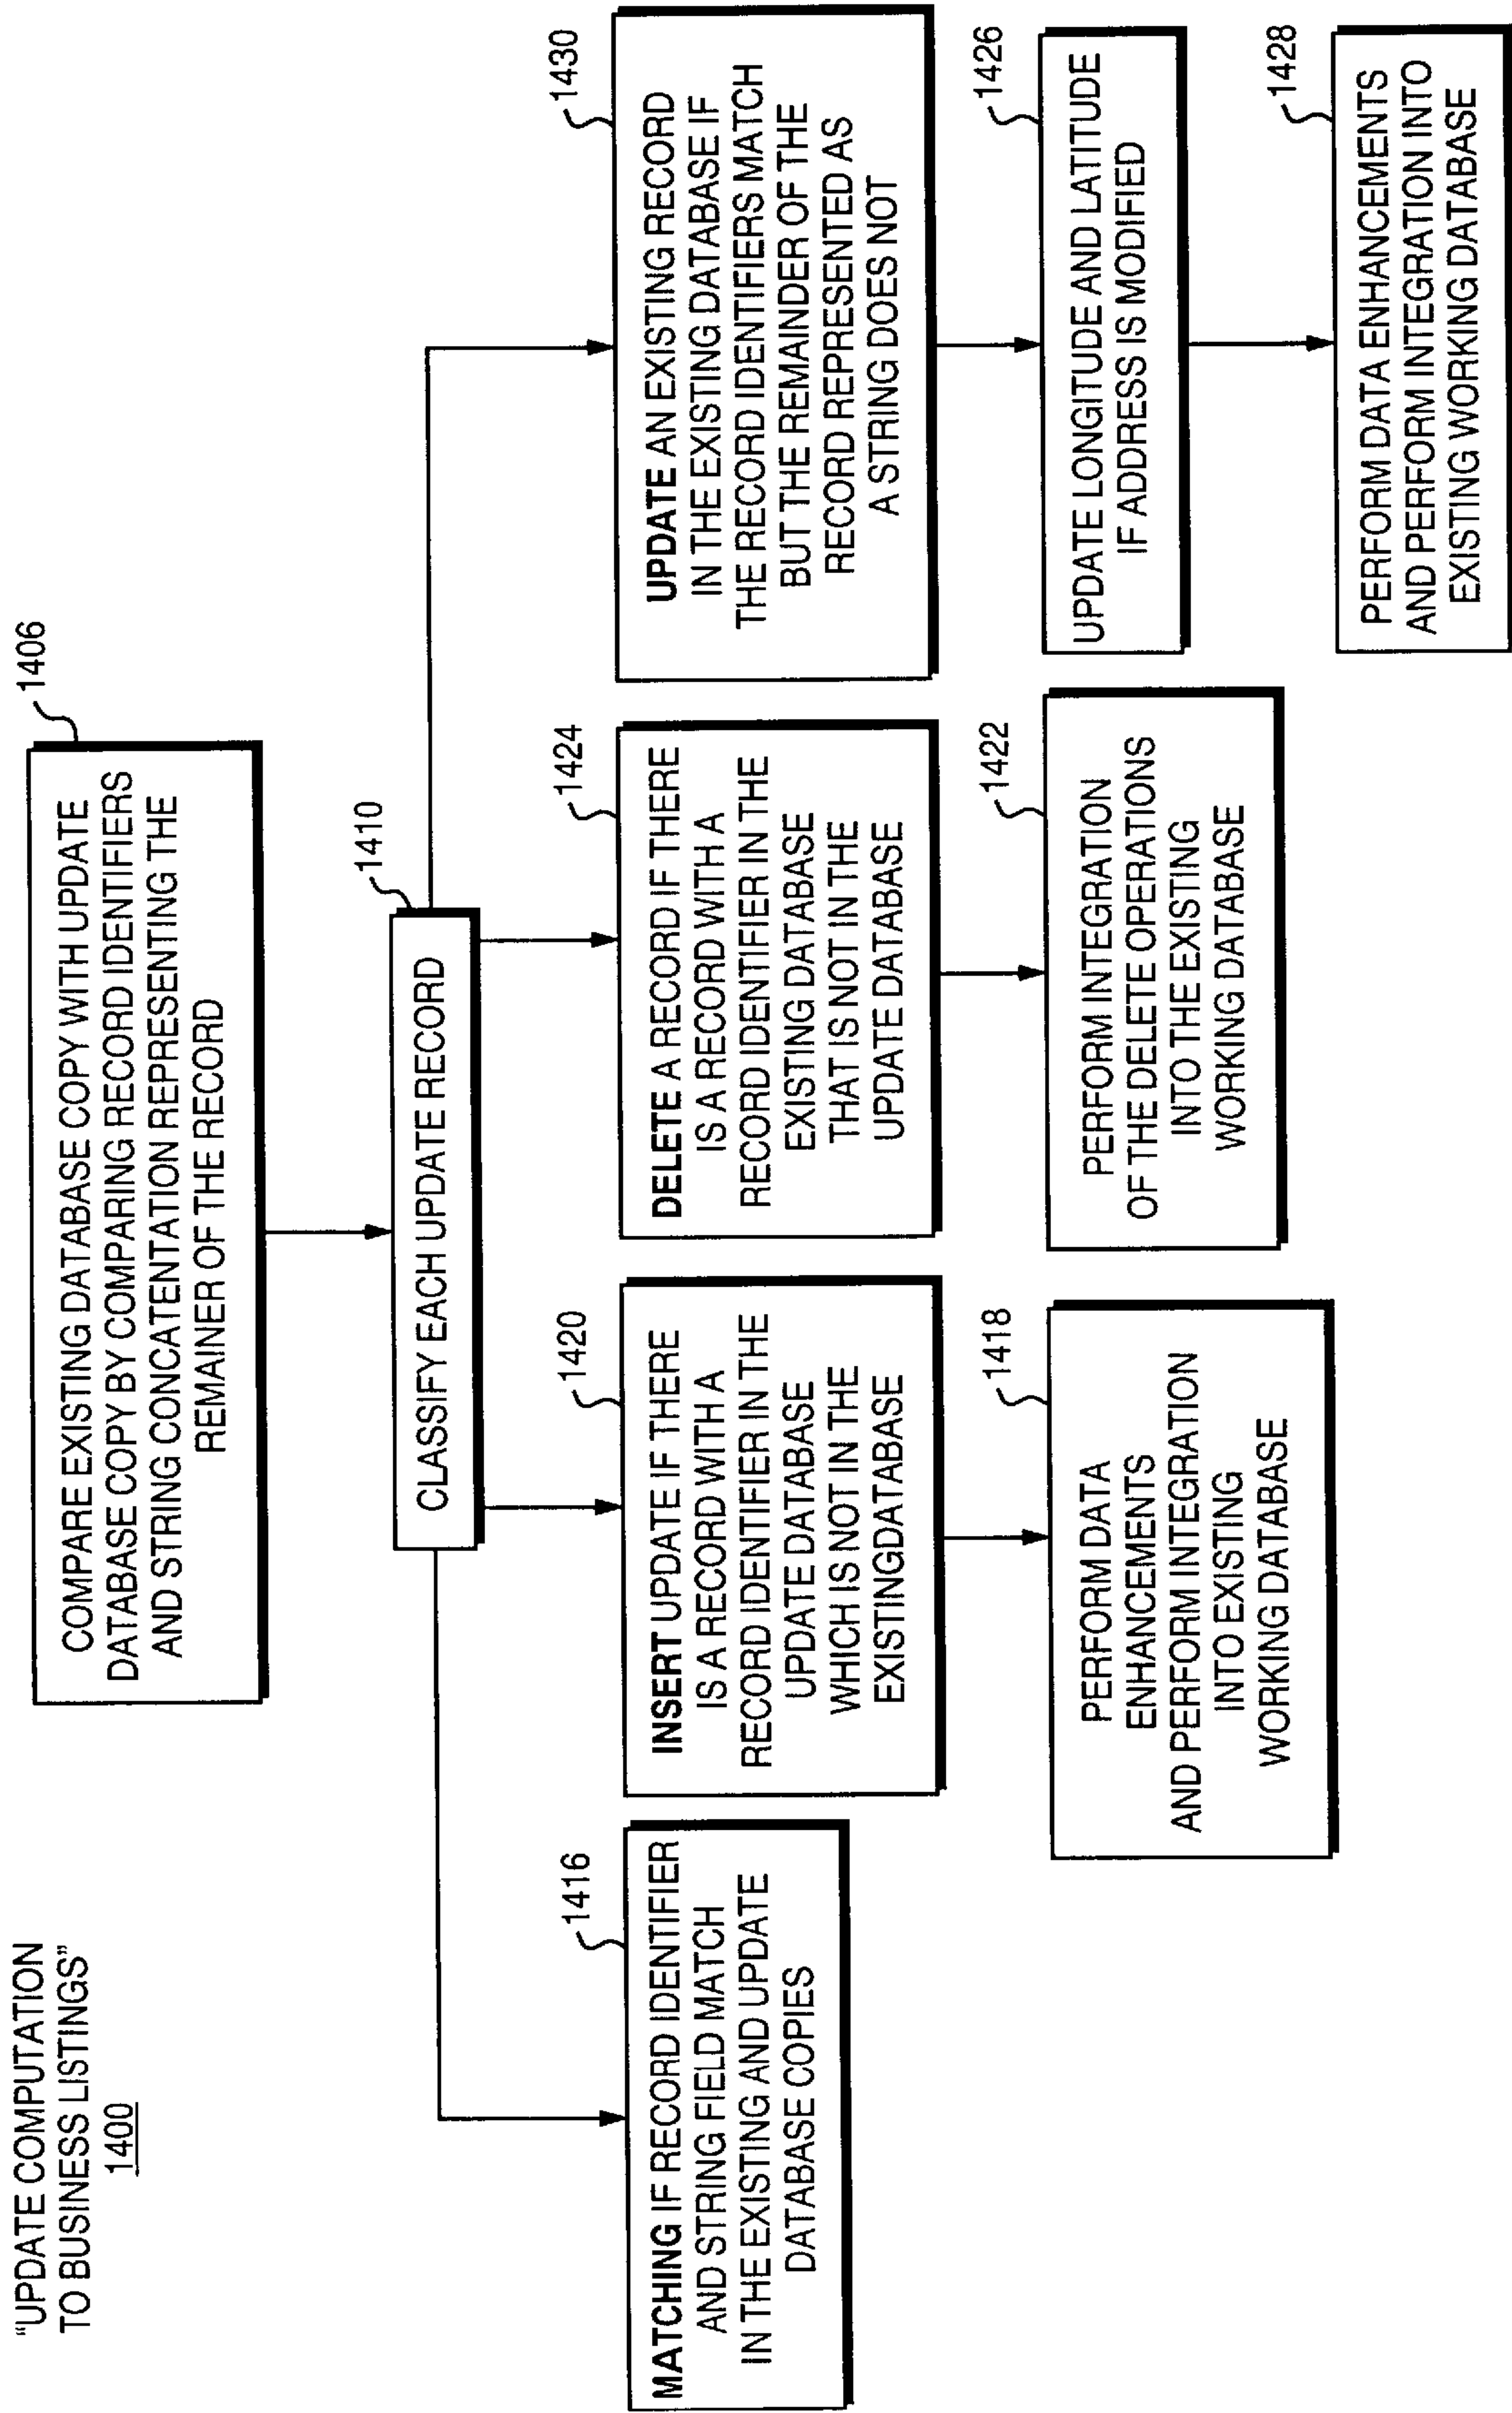 "UPDATE COMPUTATION
TO BUSINESS LISTINGS"
1400
1406
COMPARE EXISTING DATABASE COPY WITH UPDATE
DATABASE COPY BY COMPARING RECORD IDENTIFIERS
AND STRING CONCATENTATION REPRESENTING THE
REMAINER OF THE RECORD
1410
CLASSIFY EACH UPDATE RECORD
1416
MATCHING IF RECORD IDENTIFIER
AND STRING FIELD MATCH
IN THE EXISTING AND UPDATE
DATABASE COPIES
1420
INSERT UPDATE IF THERE
IS A RECORD WITH A
RECORD IDENTIFIER IN THE
UPDATE DATABASE
WHICH IS NOT IN THE
EXISTINGDATABASE
1418
PERFORM DATA
ENHANCEMENTS
AND PERFORM INTEGRATION
INTO EXISTING
WORKING DATABASE
1424
DELETE A RECORD IF THERE
IS A RECORD WITH A
RECORD IDENTIFIER IN THE
EXISTING DATABASE
THAT IS NOT IN THE
UPDATE DATABASE
1422
PERFORM INTEGRATION
OF THE DELETE OPERATIONS
INTO THE EXISTING
WORKING DATABASE
1430
UPDATE AN EXISTING RECORD
IN THE EXISTING DATABASE IF
THE RECORD IDENTIFIERS MATCH
BUT THE REMAINDER OF THE
RECORD REPRESENTED AS
A STRING DOES NOT
1426
UPDATE LONGITUDE AND LATITUDE
IF ADDRESS IS MODIFIED
1428
PERFORM DATA ENHANCEMENTS
AND PERFORM INTEGRATION INTO
EXISTING WORKING DATABASE